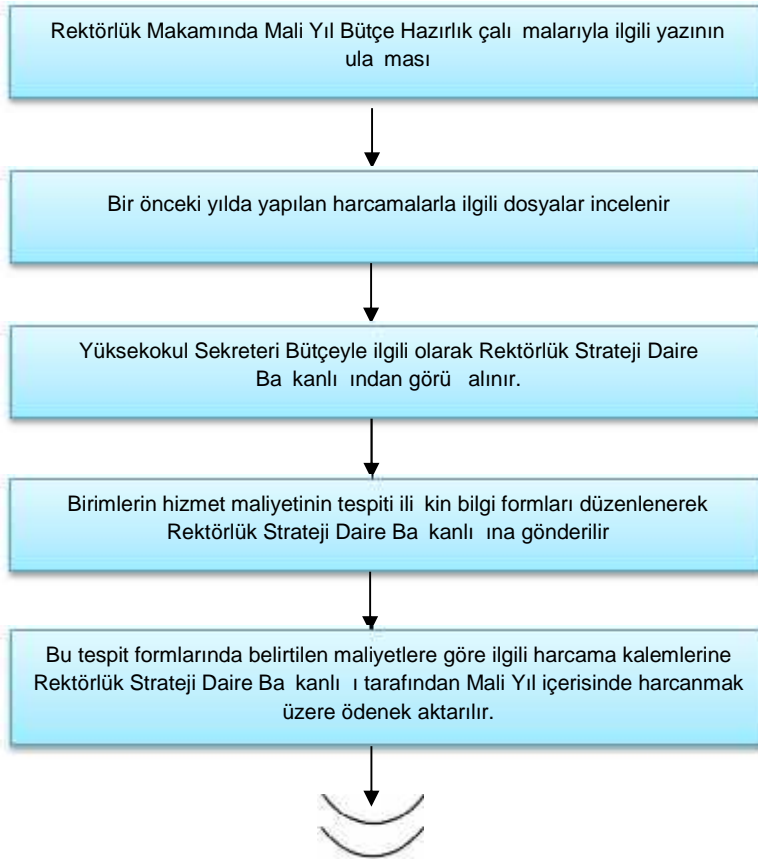 Rektörlük Makamında Mali Yıl Bütçe Hazırlık çalı malarıyla ilgili yazının
ula ması
Bir önceki yılda yapılan harcamalarla ilgili dosyalar incelenir
Yüksekokul Sekreteri Bütçeyle ilgili olarak Rektörlük Strateji Daire
Ba kanlı ından görü alınır.
Birimlerin hizmet maliyetinin tespiti ili kin bilgi formları düzenlenerek
Rektörlük Strateji Daire Ba kanlı ına gönderilir
Bu tespit formlarında belirtilen maliyetlere göre ilgili harcama kalemlerine
Rektörlük Strateji Daire Ba kanlı ı tarafından Mali Yıl içerisinde harcanmak
üzere ödenek aktarılır.